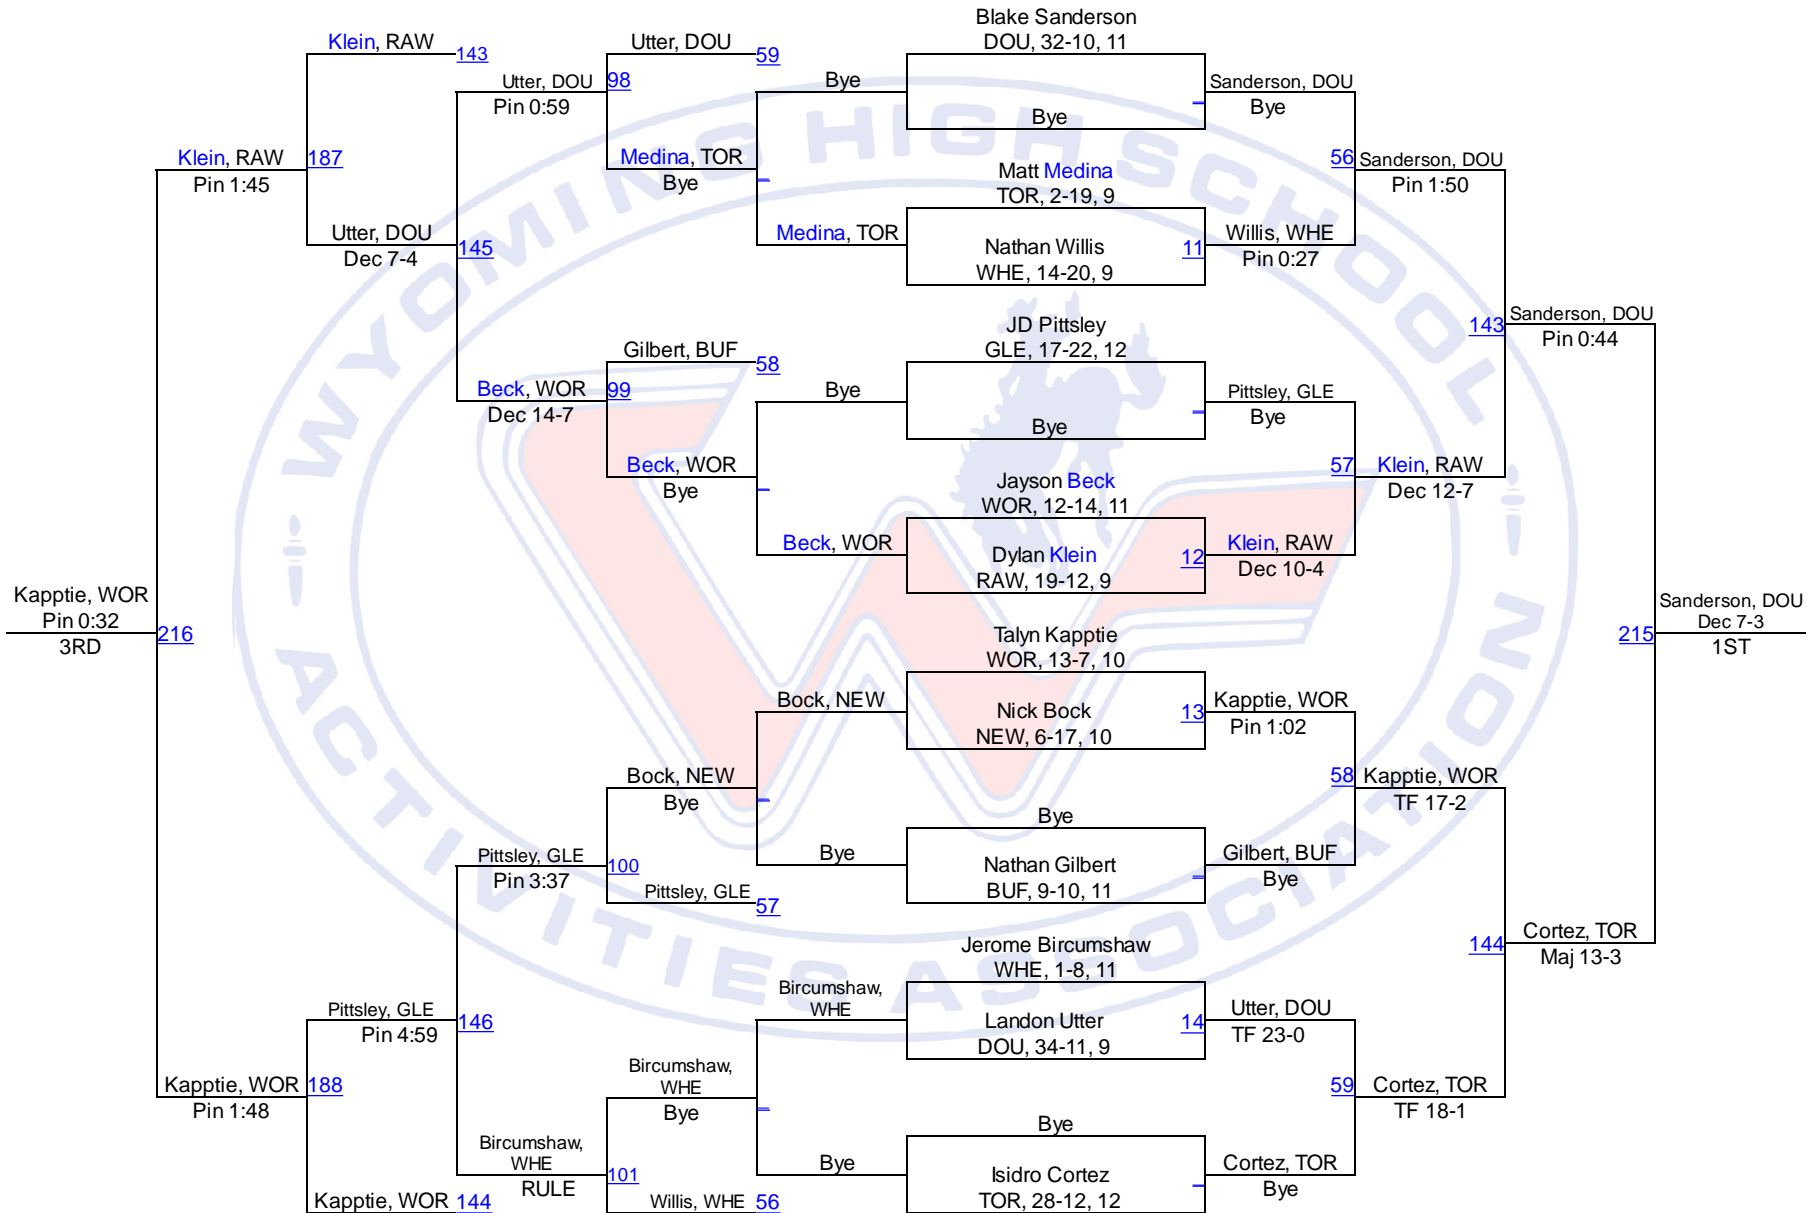 Blake Sanderson
DOU, 32-10, 11
Klein, RAW
143
Utter, DOU
59
Utter, DOU
98
Pin 0:59
Bye
Sanderson, DOU
Bye
Bye
Klein, RAW
187
Pin 1:45
Medina, TOR
Bye
Matt Medina
TOR, 2-19, 9
56
Sanderson, DOU
Pin 1:50
Utter, DOU
145
Dec 7-4
Medina, TOR
Nathan Willis
WHE, 14-20, 9
11
Willis, WHE
Pin 0:27
JD Pittsley
GLE, 17-22, 12
143
Sanderson, DOU
Pin 0:44
Gilbert, BUF
58
Beck, WOR
99
Dec 14-7
Bye
Pittsley, GLE
Bye
Bye
Beck, WOR
Bye
Jayson Beck
WOR, 12-14, 11
57
Klein, RAW
Dec 12-7
Beck, WOR
Dylan Klein
RAW, 19-12, 9
12
Klein, RAW
Dec 10-4
Kapptie, WOR
Pin 0:32
216
3RD
Talyn Kapptie
WOR, 13-7, 10
215
Sanderson, DOU
Dec 7-3
1ST
Bock, NEW
Nick Bock
NEW, 6-17, 10
13
Kapptie, WOR
Pin 1:02
Bock, NEW
Bye
58
Kapptie, WOR
TF 17-2
Bye
Pittsley, GLE
100
Pin 3:37
Bye
Nathan Gilbert
BUF, 9-10, 11
Gilbert, BUF
Bye
Pittsley, GLE
57
Jerome Bircumshaw
WHE, 1-8, 11
144
Cortez, TOR
Maj 13-3
Pittsley, GLE
146
Pin 4:59
Bircumshaw,
WHE
Landon Utter
DOU, 34-11, 9
14
Utter, DOU
TF 23-0
Kapptie, WOR
188
Pin 1:48
Bircumshaw,
WHE
Bye
59
Cortez, TOR
TF 18-1
Bye
Bircumshaw,
WHE
101
RULE
Bye
Isidro Cortez
TOR, 28-12, 12
Cortez, TOR
Bye
Kapptie, WOR
144
Willis, WHE
56
WYOMING HIGH SCHOOL
ACTIVITIES ASSOCIATION